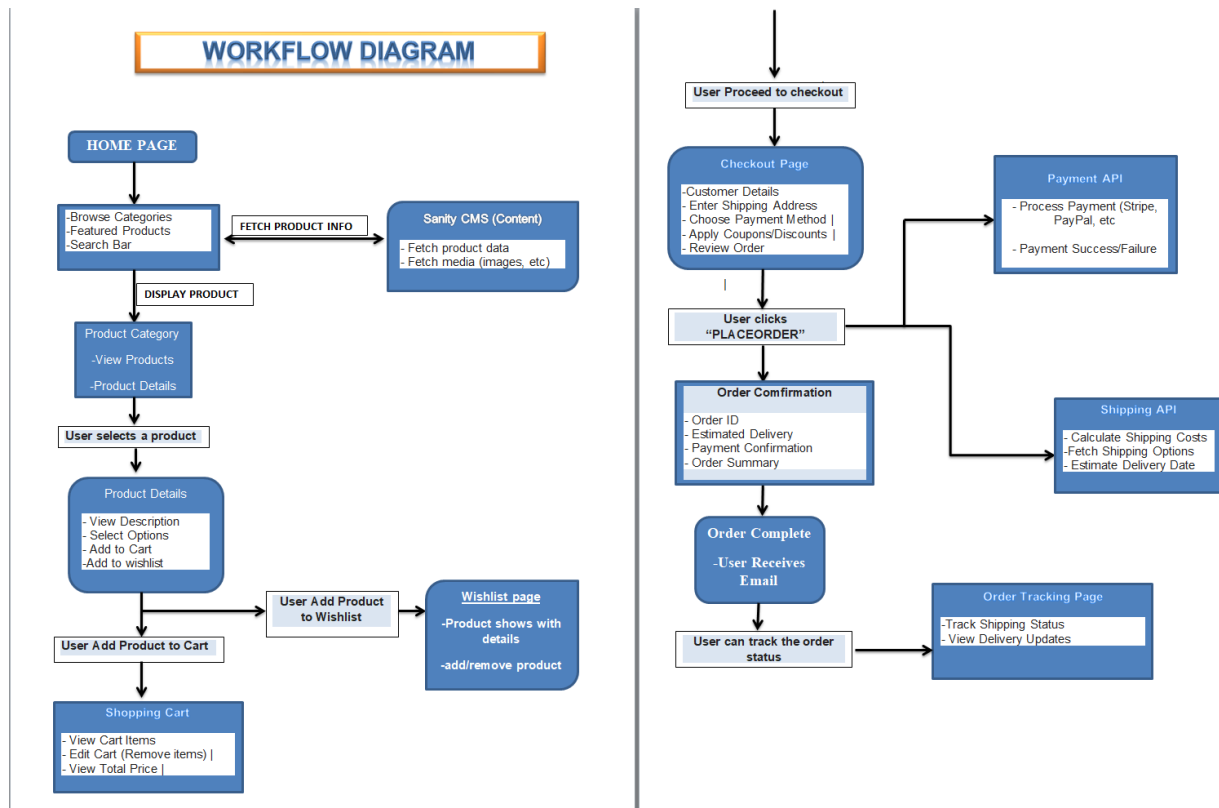 WORKFLOW DIAGRAM
HOME PAGE
-Browse Categories
-Featured Products
-Search Bar
FETCH PRODUCT INFO
Sanity CMS (Content)
- Fetch product data
- Fetch media (images, etc)
DISPLAY PRODUCT
Product Category
-View Products
-Product Details
User selects a product
Product Details
- View Description
- Select Options
- Add to Cart
-Add to wishlist
User Add Product
to Wishlist
Wishlist page
-Product shows with
details
-add/remove product
User Add Product to Cart
Shopping Cart
- View Cart Items
- Edit Cart (Remove items) |
- View Total Price |
User Proceed to checkout
Checkout Page
-Customer Details
- Enter Shipping Address
- Choose Payment Method |
- Apply Coupons/Discounts |
- Review Order
|
Payment API
- Process Payment (Stripe,
PayPal, etc
- Payment Success/Failure
User clicks
“PLACEORDER”
Order Comfirmation
- Order ID
- Estimated Delivery
- Payment Confirmation
- Order Summary
Shipping API
- Calculate Shipping Costs
-Fetch Shipping Options
- Estimate Delivery Date
Order Complete
-User Receives
Email
User can track the order
status
Order Tracking Page
-Track Shipping Status
- View Delivery Updates